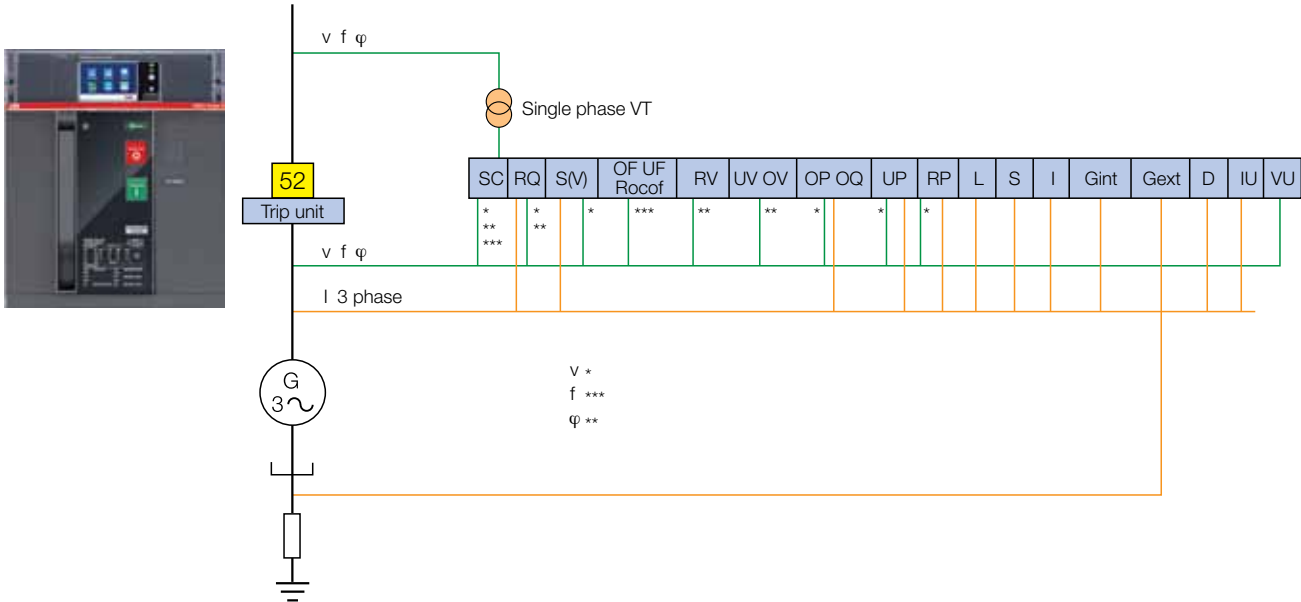 v f φ
Single phase VT
52
Trip unit
SC RQ S(V) OF UF Rocof RV UV OV OP OQ UP RP L S I Gint Gext D IU VU
* * * *** ** ** * * *
** **
***
v f φ
I 3 phase
G
3
v *
f ***
φ **